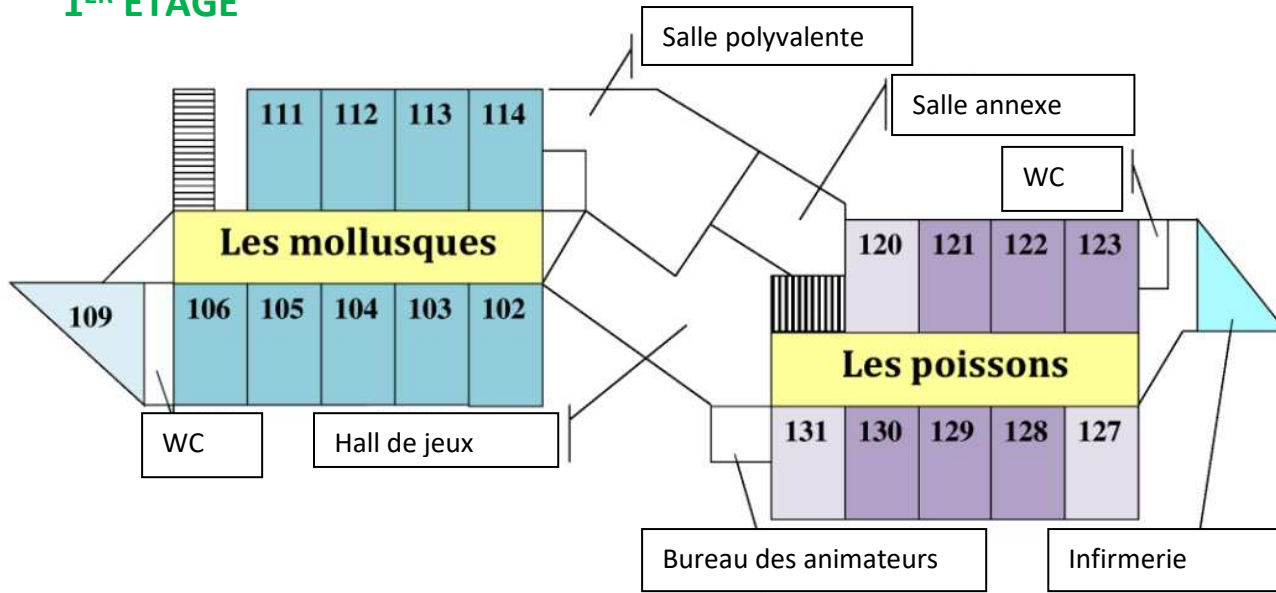 1ER ETAGE
Salle polyvalente
Salle annexe
WC
111 112 113 114
120 121 122 123
Les mollusques
109 106 105 104 103 102
Les poissons
WC
Hall de jeux
131 130 129 128 127
Bureau des animateurs
Infirmerie